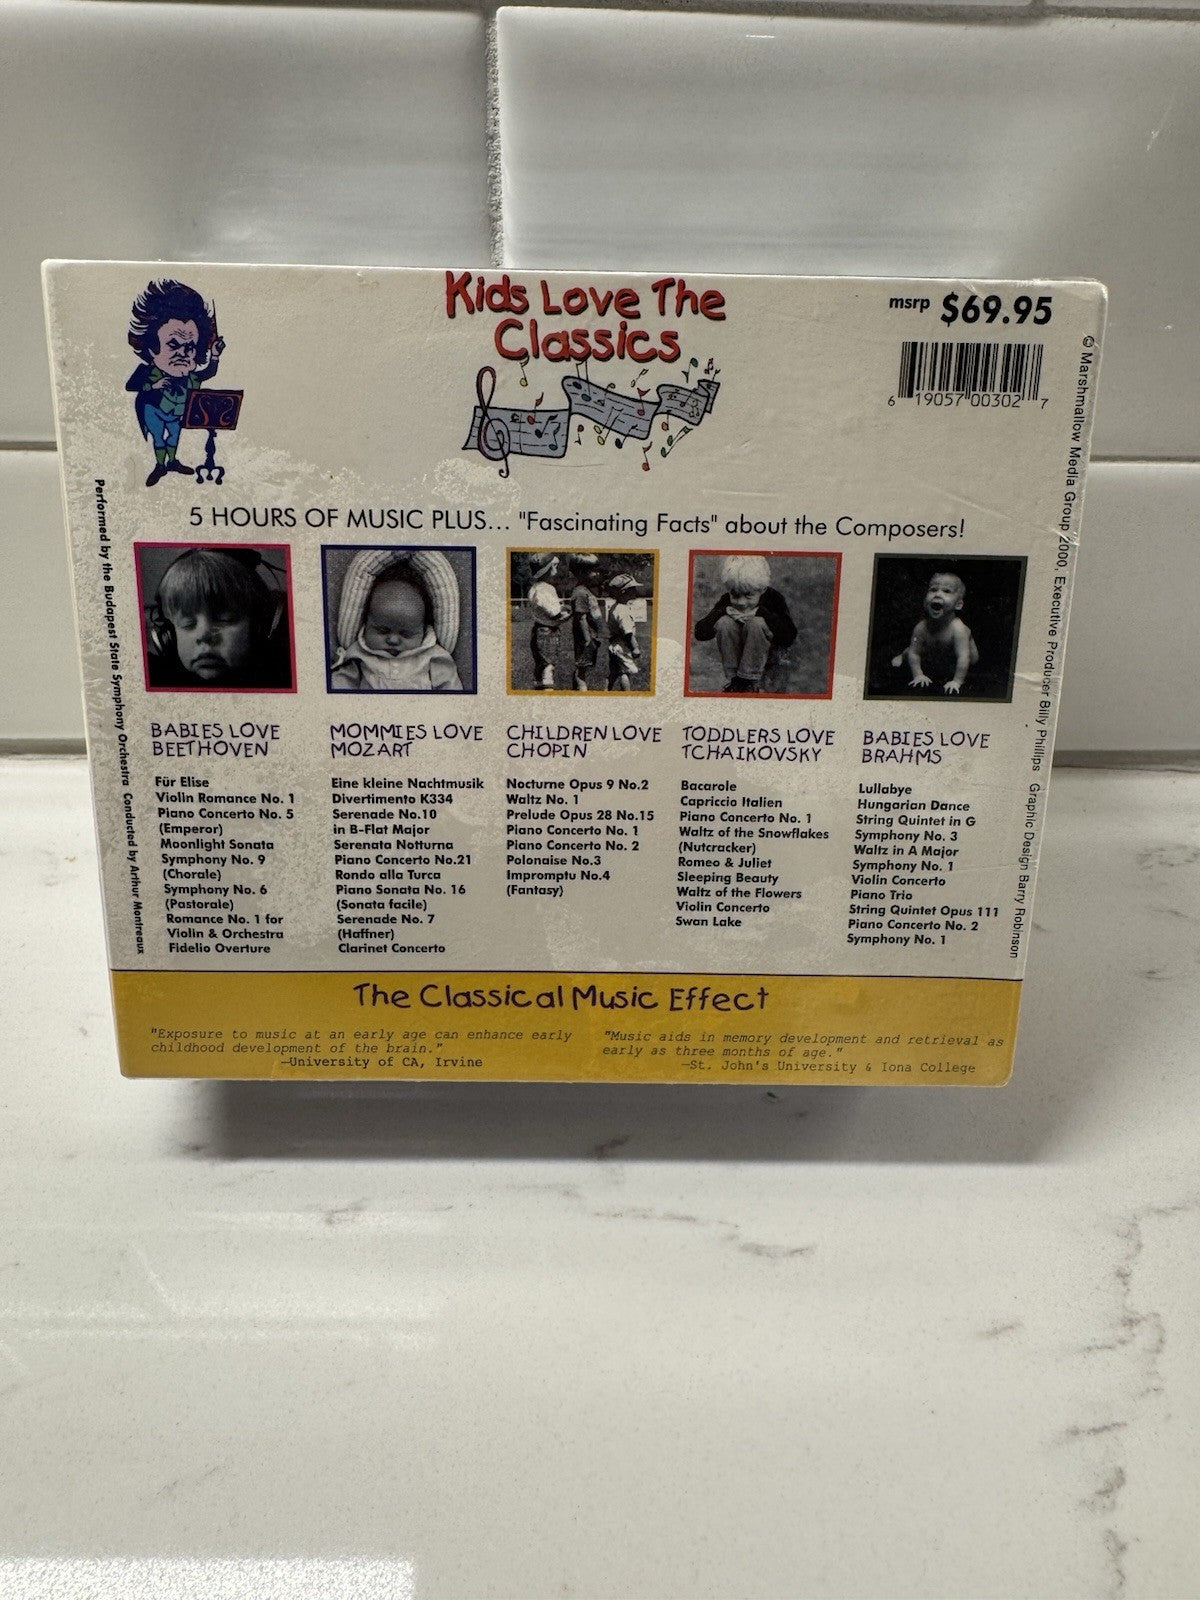 Kids Love The
Classics
msrp $69.95
6 19057 00302 7
5 HOURS OF MUSIC PLUS... "Fascinating Facts" about the Composers!
BABIES LOVE
BEETHOVEN
Für Elise
Violin Romance No. 1
Piano Concerto No. 5
(Emperor)
Moonlight Sonata
Symphony No. 9
(Chorale)
Symphony No. 6
(Pastorale)
Romance No. 1 for
Violin & Orchestra
Fidelio Overture
MOMMIES LOVE
MOZART
Eine kleine Nachtmusik
Divertimento K334
Serenade No.10
in B-Flat Major
Serenata Notturna
Piano Concerto No.21
Rondo alla Turca
Piano Sonata No. 16
(Sonata facile)
Serenade No. 7
(Haffner)
Clarinet Concerto
CHILDREN LOVE
CHOPIN
Nocturne Opus 9 No.2
Waltz No. 1
Prelude Opus 28 No.15
Piano Concerto No. 1
Piano Concerto No. 2
Polonaise No.3
Impromptu No.4
(Fantasy)
TODDLERS LOVE
TCHAIKOVSKY
Bacarole
Capriccio Italien
Piano Concerto No. 1
Waltz of the Snowflakes
(Nutcracker)
Romeo & Juliet
Sleeping Beauty
Waltz of the Flowers
Violin Concerto
Swan Lake
BABIES LOVE
BRAHMS
Lullabye
Hungarian Dance
String Quintet in G
Symphony No. 3
Waltz in A Major
Symphony No. 1
Violin Concerto
Piano Trio
String Quintet Opus 111
Piano Concerto No. 2
Symphony No. 1
Performed by the Budapest State Symphony Orchestra Conducted by Arthur Montreaux
© Marshmallow Media Group 2000, Executive Producer Billy Phillips Graphic Design Barry Robinson
The Classical Music Effect
"Exposure to music at an early age can enhance early
childhood development of the brain."
—University of CA, Irvine
"Music aids in memory development and retrieval as
early as three months of age."
—St. John's University & Iona College